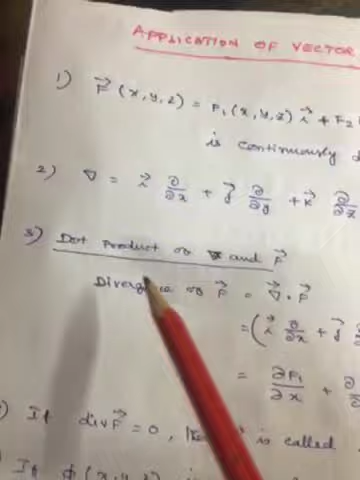 APPLICATION OF VECTOR
1) F⃗ (x, y, z) = F₁(x, y, z) i⃗ + F₂
is continuously
2) ∇ = i⃗ ∂/∂x + j⃗ ∂/∂y + k⃗ ∂/∂z
3) Dot Product of ∇ and F⃗
Divergence of F⃗ = ∇⃗ . F⃗
= (i⃗ ∂/∂x + j⃗
= ∂F₁/∂x +
If div F⃗ = 0, is called
If ϕ(x, y, z) is